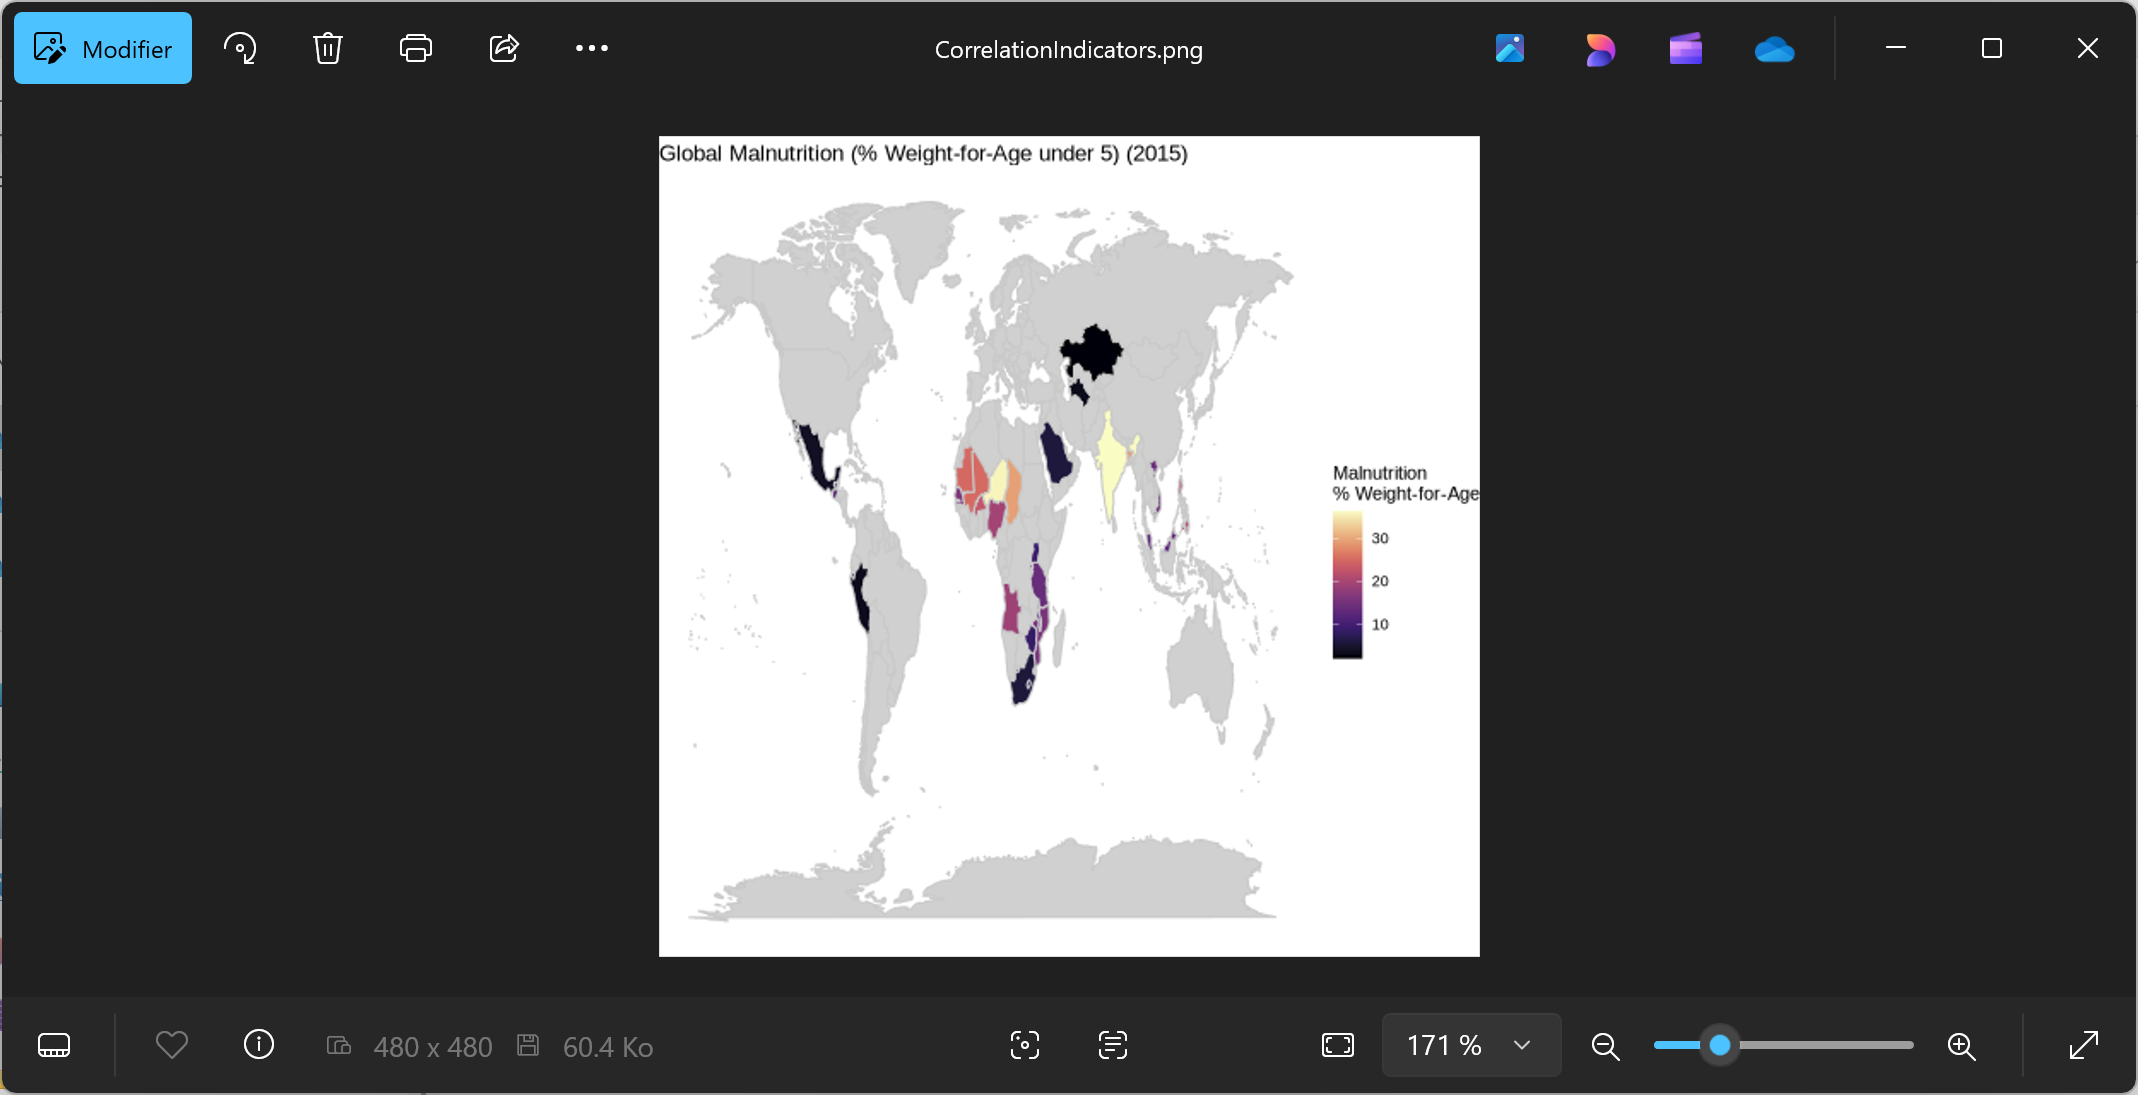 Modifier
CorrelationIndicators.png
Global Malnutrition (% Weight-for-Age under 5) (2015)
Malnutrition
% Weight-for-Age
30
20
10
480 x 480
60.4 Ko
171 %